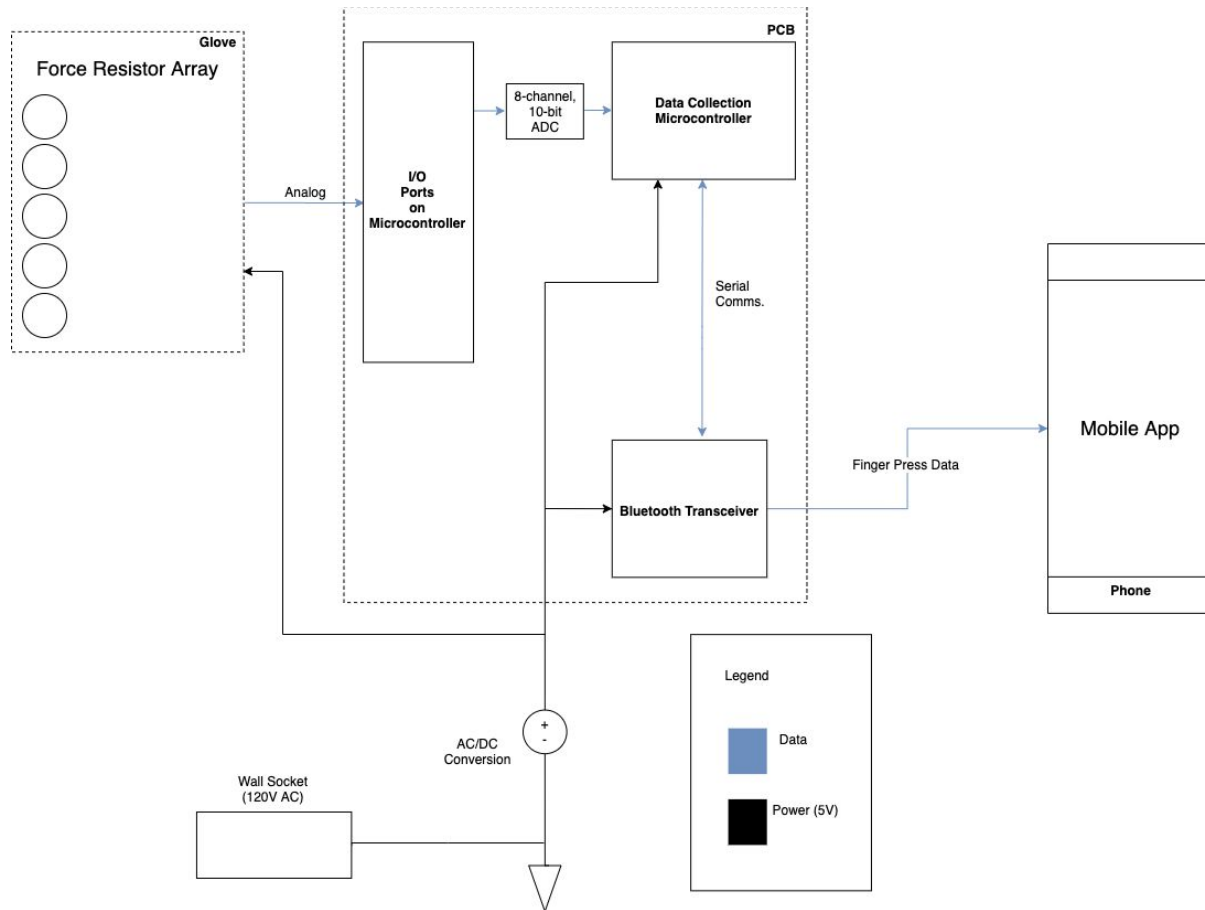 Glove
Force Resistor Array
Analog
PCB
I/O
Ports
on
Microcontroller
8-channel,
10-bit
ADC
Data Collection
Microcontroller
Serial
Comms.
Bluetooth Transceiver
Finger Press Data
Mobile App
Phone
+
-
AC/DC
Conversion
Wall Socket
(120V AC)
Legend
Data
Power (5V)